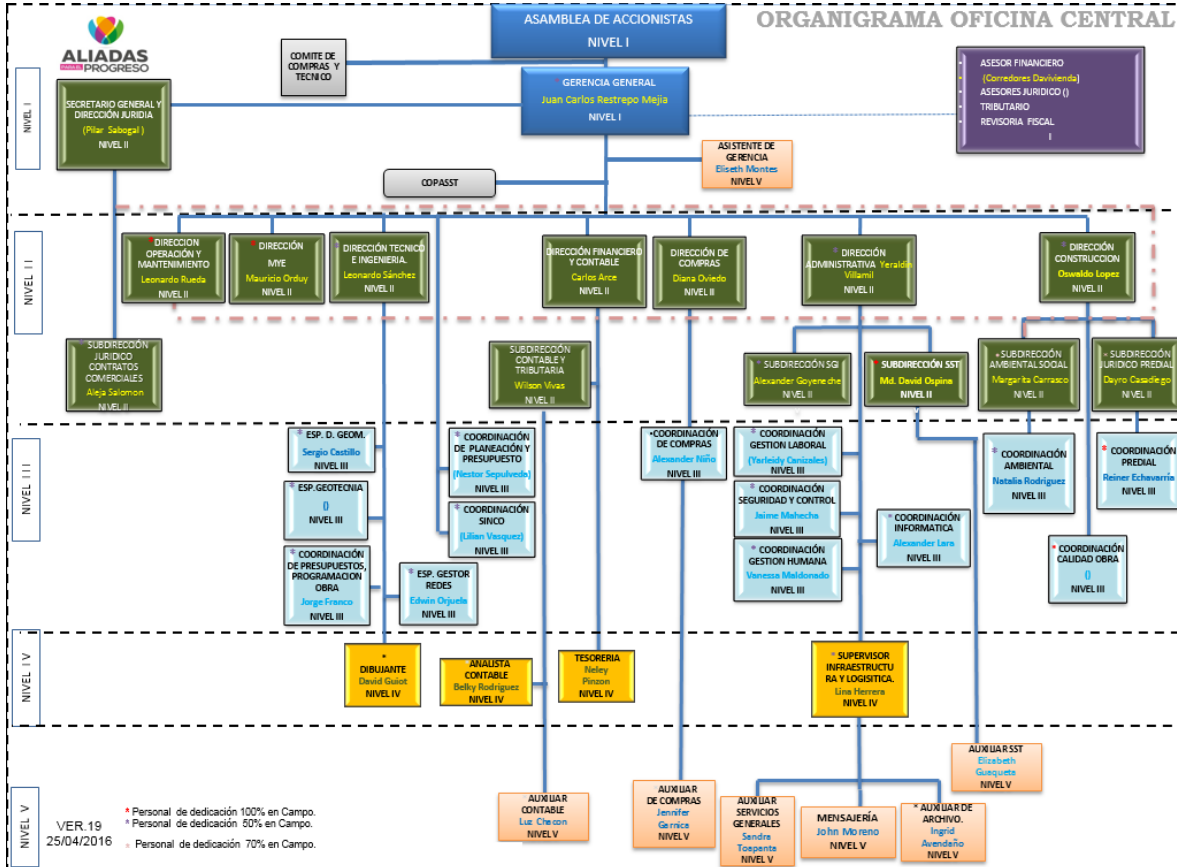 ALIADAS
PARA EL PROGRESO
ORGANIGRAMA OFICINA CENTRAL
ASAMBLEA DE ACCIONISTAS
NIVEL I
COMITE DE
COMPRAS Y
TECNICO
* GERENCIA GENERAL
Juan Carlos Restrepo Mejia
NIVEL I
ASESOR FINANCIERO
(Corredores Davivienda)
ASESORES JURIDICO ()
TRIBUTARIO
REVISORIA FISCAL
I
NIVEL I
SECRETARIO GENERAL Y
DIRECCIÓN JURIDIA
(Pilar Sabogal )
NIVEL II
ASISTENTE DE
GERENCIA
Eliseth Montes
NIVEL V
COPASST
NIVEL II
*DIRECCION
OPERACIÓN Y
MANTENIMIENTO
Leonardo Rueda
NIVEL II
* DIRECCIÓN
MYE
Mauricio Orduy
NIVEL II
* DIRECCIÓN TECNICO
E INGENIERIA.
Leonardo Sánchez
NIVEL II
DIRECCIÓN FINANCIERO
Y CONTABLE
Carlos Arce
NIVEL II
DIRECCIÓN DE
COMPRAS
Diana Oviedo
NIVEL II
* DIRECCIÓN
ADMINISTRATIVA Yeraldin
Villamil
NIVEL II
* DIRECCIÓN
CONSTRUCCION
Oswaldo Lopez
NIVEL II
* SUBDIRECCIÓN
JURIDICO
CONTRATOS
COMERCIALES
Aleja Salomon
NIVEL II
SUBDIRECCIÓN
CONTABLE Y
TRIBUTARIA
Wilson Vivas
NIVEL II
* SUBDIRECCIÓN SGI
Alexander Goyeneche
NIVEL II
* SUBDIRECCIÓN SST
Md. David Ospina
NIVEL II
*SUBDIRECCIÓN
AMBIENTAL SOCIAL
Margarita Carrasco
NIVEL II
* SUBDIRECCIÓN
JURIDICO PREDIAL
Dayro Casadiego
NIVEL II
NIVEL III
* ESP. D. GEOM.
Sergio Castillo
NIVEL III
* ESP.GEOTECNIA
()
NIVEL III
* COORDINACIÓN
DE PRESUPUESTOS,
PROGRAMACION
OBRA
Jorge Franco
NIVEL III
* ESP. GESTOR
REDES
Edwin Orjuela
NIVEL III
* COORDINACIÓN
DE PLANEACIÓN Y
PRESUPUESTO
(Nestor Sepulveda)
NIVEL III
* COORDINACIÓN
SINCO
(Lilian Vasquez)
NIVEL III
*COORDINACIÓN
DE COMPRAS
Alexander Niño
NIVEL III
* COORDINACIÓN
GESTION LABORAL
(Yarleidy Canizales)
NIVEL III
* COORDINACIÓN
SEGURIDAD Y CONTROL
Jaime Mahecha
NIVEL III
* COORDINACIÓN
GESTION HUMANA
Vanessa Maldonado
NIVEL III
* COORDINACIÓN
INFORMATICA
Alexander Lara
NIVEL III
* COORDINACIÓN
AMBIENTAL
Natalia Rodriguez
NIVEL III
* COORDINACIÓN
PREDIAL
Reiner Echavarría
NIVEL III
* COORDINACIÓN
CALIDAD OBRA
()
NIVEL III
NIVEL IV
*
DIBUJANTE
David Guiot
NIVEL IV
*ANALISTA
CONTABLE
Belky Rodriguez
NIVEL IV
TESORERIA
Neley
Pinzon
NIVEL IV
* SUPERVISOR
INFRAESTRUCTU
RA Y LOGISITICA.
Lina Herrera
NIVEL IV
NIVEL V
AUXILIAR SST
Elizabeth
Guaqueta
NIVEL V
AUXILIAR
CONTABLE
Luz Chacon
NIVEL V
AUXILIAR
DE COMPRAS
Jennifer
Garnica
NIVEL V
AUXILIAR
SERVICIOS
GENERALES
Sandra
Toapanta
NIVEL V
MENSAJERÍA
John Moreno
NIVEL V
* AUXILIAR DE
ARCHIVO.
Ingrid
Avendaño
NIVEL V
VER.19
25/04/2016
* Personal de dedicación 100% en Campo.
* Personal de dedicación 50% en Campo.
* Personal de dedicación 70% en Campo.